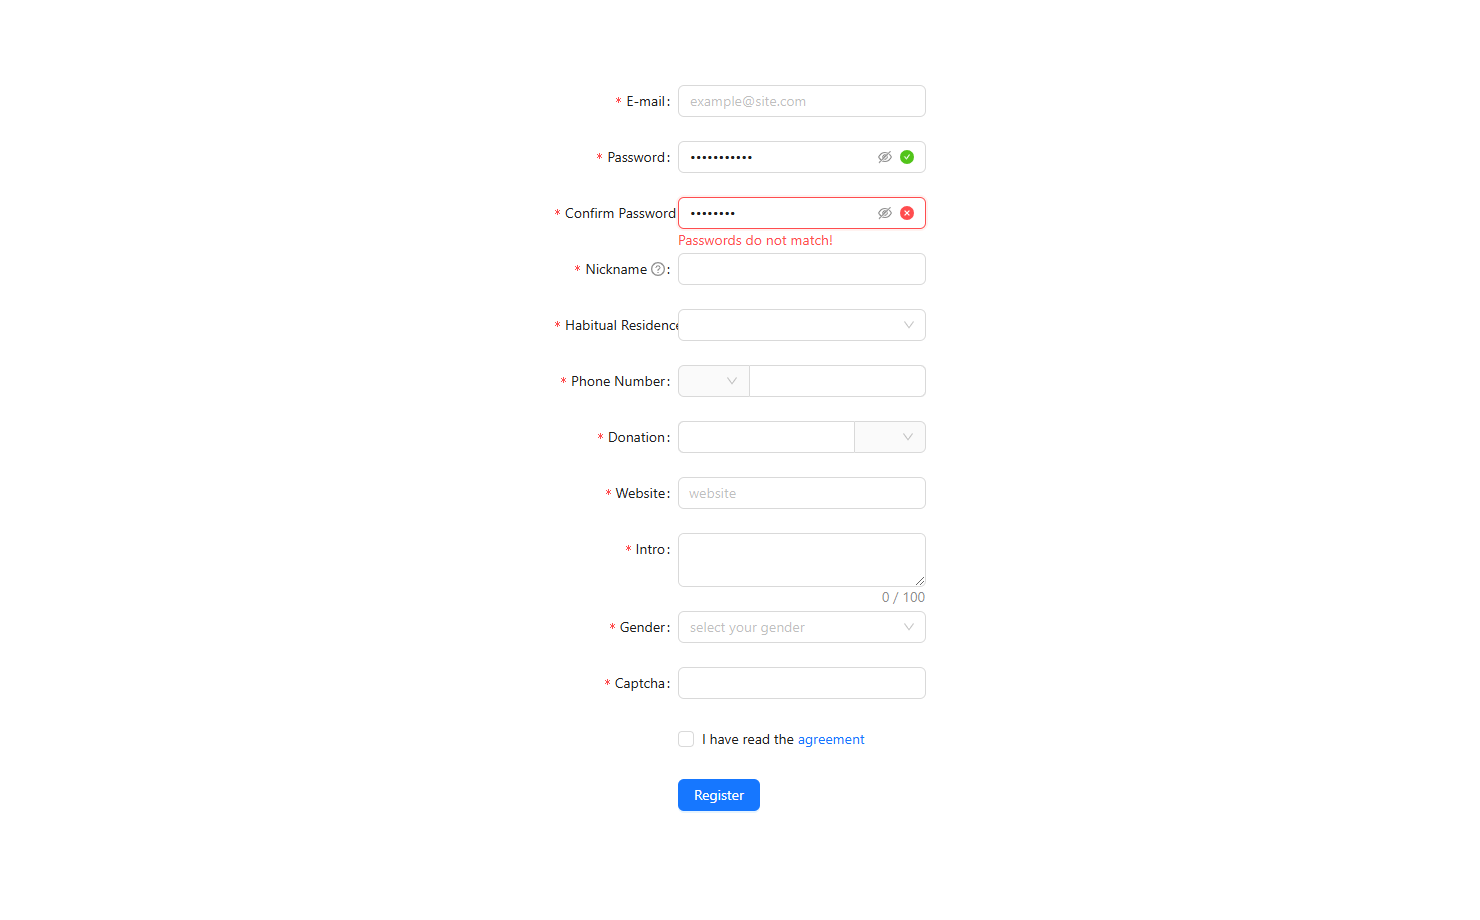 * E-mail: example@site.com
* Password: •••••••••••
* Confirm Password ••••••••
Passwords do not match!
* Nickname ?:
* Habitual Residence
* Phone Number:
* Donation:
* Website: website
* Intro:
0 / 100
* Gender: select your gender
* Captcha:
I have read the agreement
Register